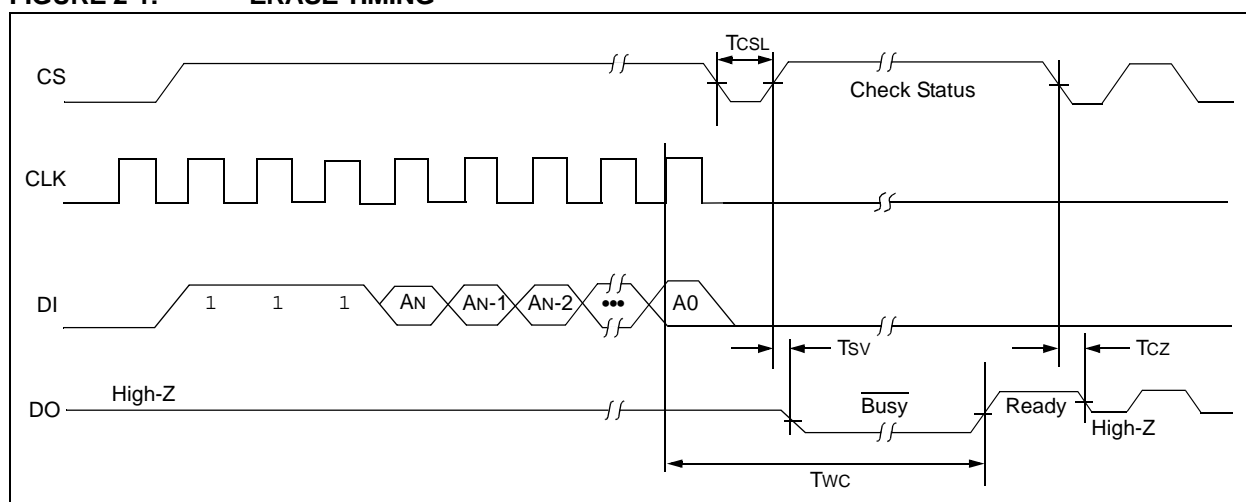 FIGURE 2-1: ERASE TIMING
TCSL
CS
Check Status
CLK
DI
1 1 1 AN AN-1 AN-2 ••• A0
TSV
TCZ
High-Z
DO
Busy
Ready
High-Z
TWC